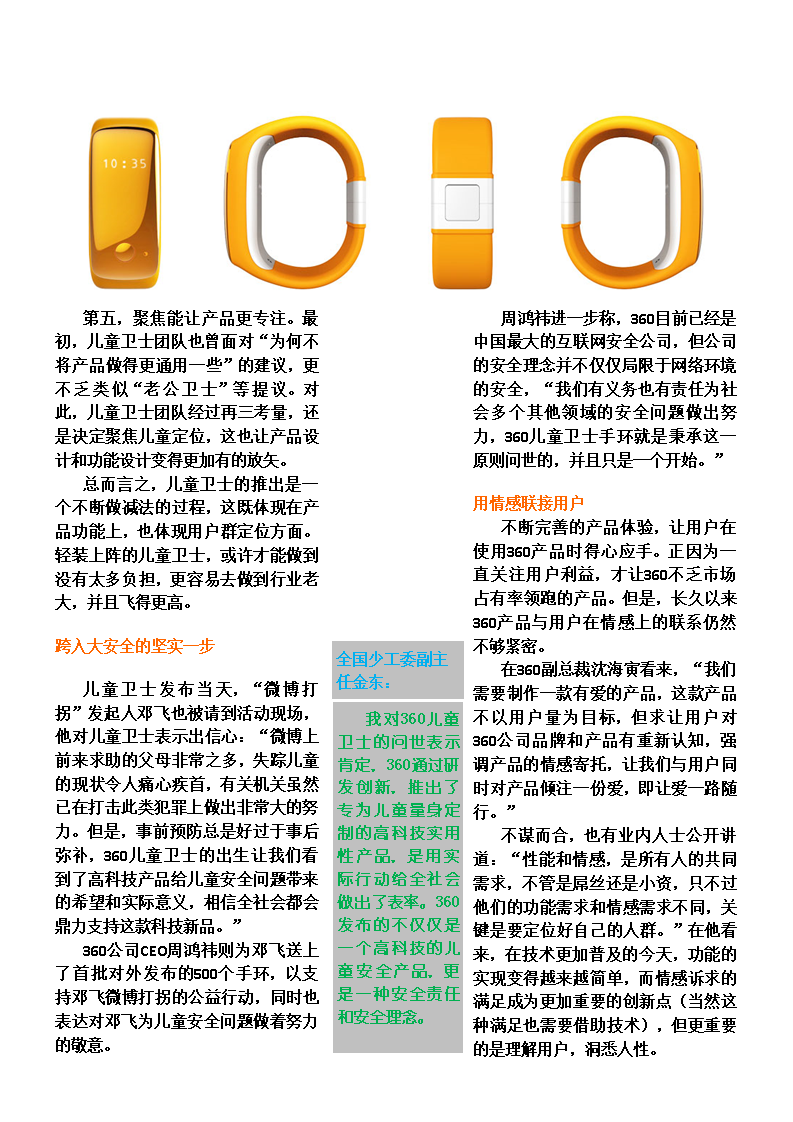 10:35
第五，聚焦能让产品更专注。最
初，儿童卫士团队也曾面对“为何不
将产品做得更通用一些”的建议，更
不乏类似“老公卫士”等提议。对
此，儿童卫士团队经过再三考量，还
是决定聚焦儿童定位，这也让产品设
计和功能设计变得更加有的放矢。
总而言之，儿童卫士的推出是一
个不断做减法的过程，这既体现在产
品功能上，也体现用户群定位方面。
轻装上阵的儿童卫士，或许才能做到
没有太多负担，更容易去做到行业老
大，并且飞得更高。
跨入大安全的坚实一步
儿童卫士发布当天，“微博打
拐”发起人邓飞也被请到活动现场，
他对儿童卫士表示出信心：“微博上
前来求助的父母非常之多，失踪儿童
的现状令人痛心疾首，有关机关虽然
已在打击此类犯罪上做出非常大的努
力。但是，事前预防总是好过于事后
弥补，360儿童卫士的出生让我们看
到了高科技产品给儿童安全问题带来
的希望和实际意义，相信全社会都会
鼎力支持这款科技新品。”
360公司CEO周鸿祎则为邓飞送上
了首批对外发布的500个手环，以支
持邓飞微博打拐的公益行动，同时也
表达对邓飞为儿童安全问题做着努力
的敬意。
全国少工委副主
任金东：
我对360儿童
卫士的问世表示
肯定，360通过研
发创新，推出了
专为儿童量身定
制的高科技实用
性产品，是用实
际行动给全社会
做出了表率。360
发布的不仅仅是
一个高科技的儿
童安全产品，更
是一种安全责任
和安全理念。
周鸿祎进一步称，360目前已经是
中国最大的互联网安全公司，但公司
的安全理念并不仅仅局限于网络环境
的安全，“我们有义务也有责任为社
会多个其他领域的安全问题做出努
力，360儿童卫士手环就是秉承这一
原则问世的，并且只是一个开始。”
用情感联接用户
不断完善的产品体验，让用户在
使用360产品时得心应手。正因为一
直关注用户利益，才让360不乏市场
占有率领跑的产品。但是，长久以来
360产品与用户在情感上的联系仍然
不够紧密。
在360副总裁沈海寅看来，“我们
需要制作一款有爱的产品，这款产品
不以用户量为目标，但求让用户对
360公司品牌和产品有重新认知，强
调产品的情感寄托，让我们与用户同
时对产品倾注一份爱，即让爱一路随
行。”
不谋而合，也有业内人士公开讲
道：“性能和情感，是所有人的共同
需求，不管是屌丝还是小资，只不过
他们的功能需求和情感需求不同，关
键是要定位好自己的人群。”在他看
来，在技术更加普及的今天，功能的
实现变得越来越简单，而情感诉求的
满足成为更加重要的创新点（当然这
种满足也需要借助技术），但更重要
的是理解用户，洞悉人性。